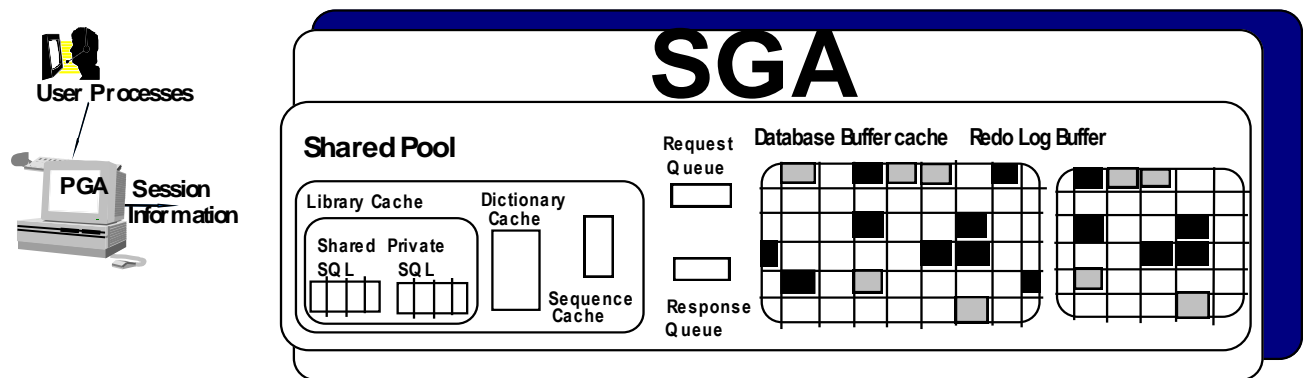 SGA
User Processes
PGA
Session
Information
Shared Pool
Library Cache
Shared
SQL
Private
SQL
Dictionary
Cache
Sequence
Cache
Request
Queue
Response
Queue
Database Buffer cache
Redo Log Buffer